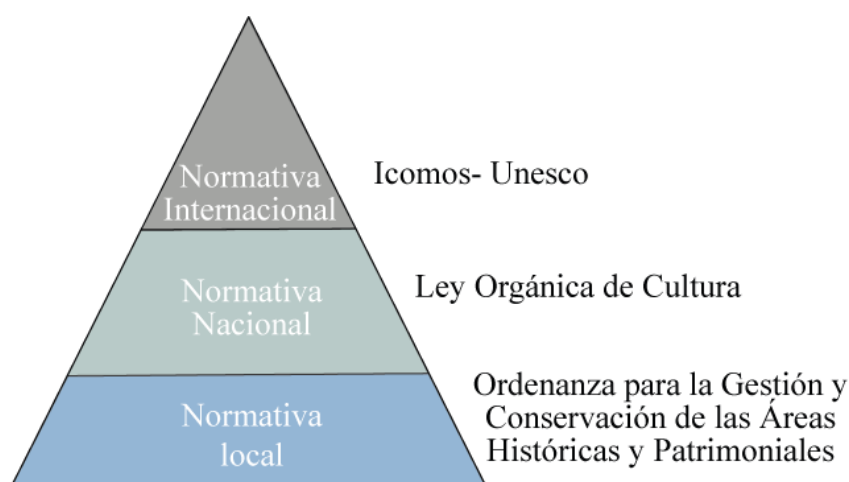 Normativa
Internacional
Icomos- Unesco
Normativa
Nacional
Ley Orgánica de Cultura
Normativa
local
Ordenanza para la Gestión y
Conservación de las Áreas
Históricas y Patrimoniales